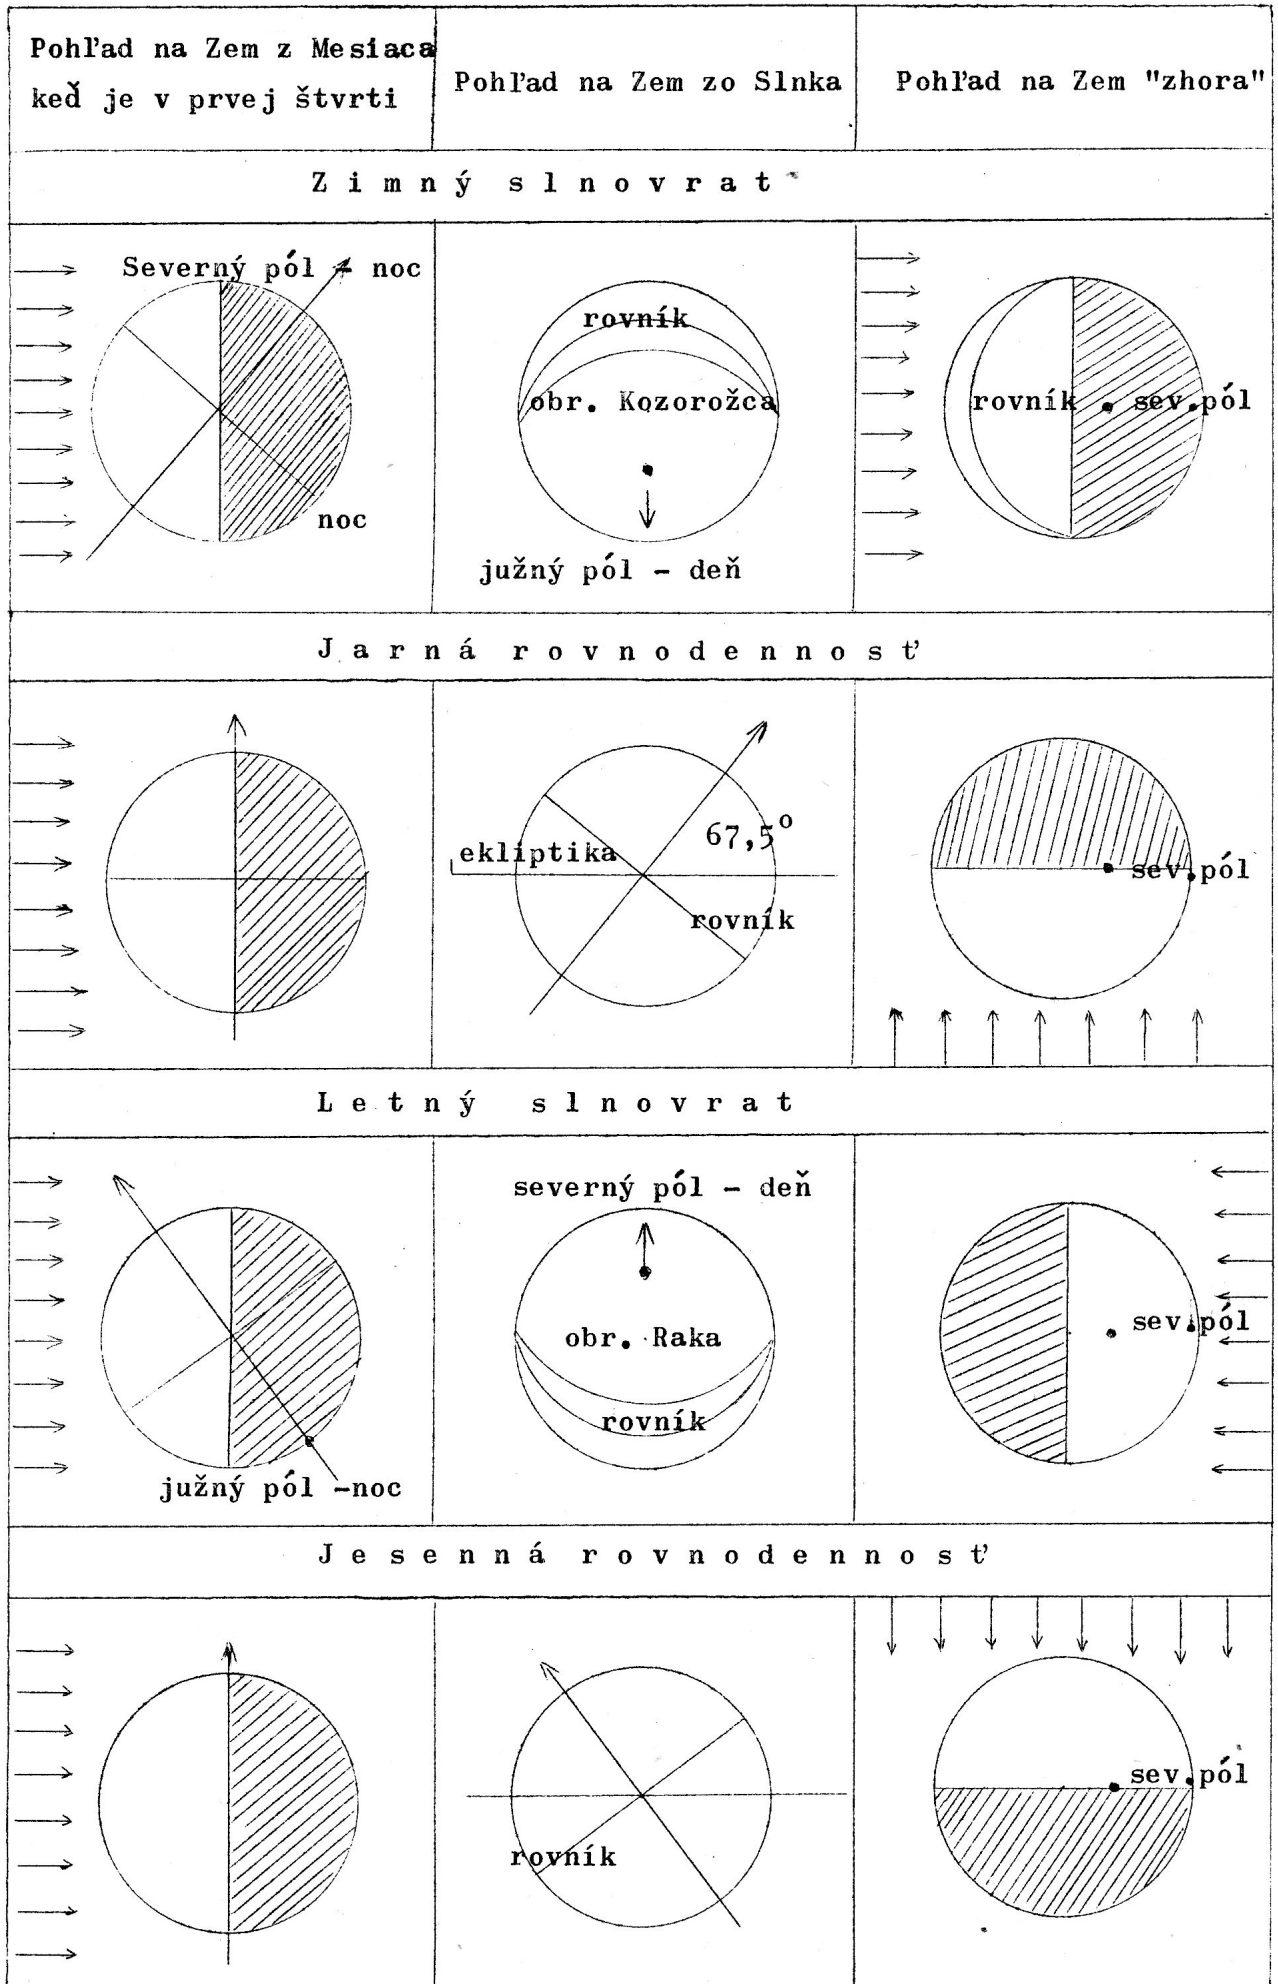 Pohľad na Zem z Mesiaca
keď je v prvej štvrti
Pohľad na Zem zo Slnka
Pohľad na Zem "zhora"
Zimný slnovrat
Severný pól - noc
noc
rovník
obr. Kozorožca
južný pól - deň
rovník
sev.pól
Jarná rovnodennosť
ekliptika
67,5°
rovník
sev.pól
Letný slnovrat
južný pól -noc
severný pól - deň
obr. Raka
rovník
sev.pól
Jesenná rovnodennosť
rovník
sev.pól